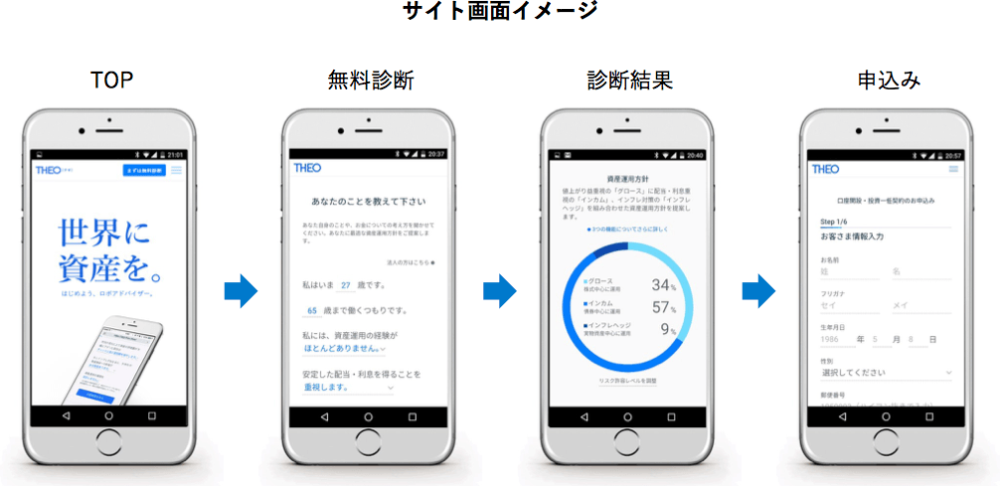 サイト画面イメージ
TOP
無料診断
診断結果
申込み
21:01
THEO
まずは無料診断
世界に
資産を。
はじめよう、ロボアドバイザー。
20:37
THEO
あなたのことを教えて下さい
あなた自身のことや、お金についての考え方を聞かせて
ください。あなたに最適な資産運用方針をご提案しま
す。
法人の方はこちら
私はいま 27 歳です。
65 歳まで働くつもりです。
私には、資産運用の経験が
ほとんどありません。
安定した配当・利息を得ることを
重視します。
20:40
資産運用方針
値上がり益重視の「グロース」に配当・利息重
視の「インカム」、インフレ対策の「インフレ
ヘッジ」を組み合わせた資産運用方針を提案し
ます。
3つの機能についてさらに詳しく
グロース
株式中心に運用
34%
インカム
債券中心に運用
57%
インフレヘッジ
実物資産中心に運用
9%
リスク許容レベルを調整
20:57
THEO
口座開設・投資一任契約のお申込み
Step 1/6
お客さま情報入力
お名前
姓 名
フリガナ
セイ メイ
生年月日
1986 年 5 月 8 日
性別
選択してください
郵便番号